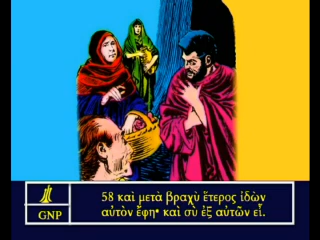 58 καὶ μετὰ βραχὺ ἕτερος ἰδὼν
αὐτὸν ἔφη• καὶ σὺ ἐξ αὐτῶν εἶ.
GNP